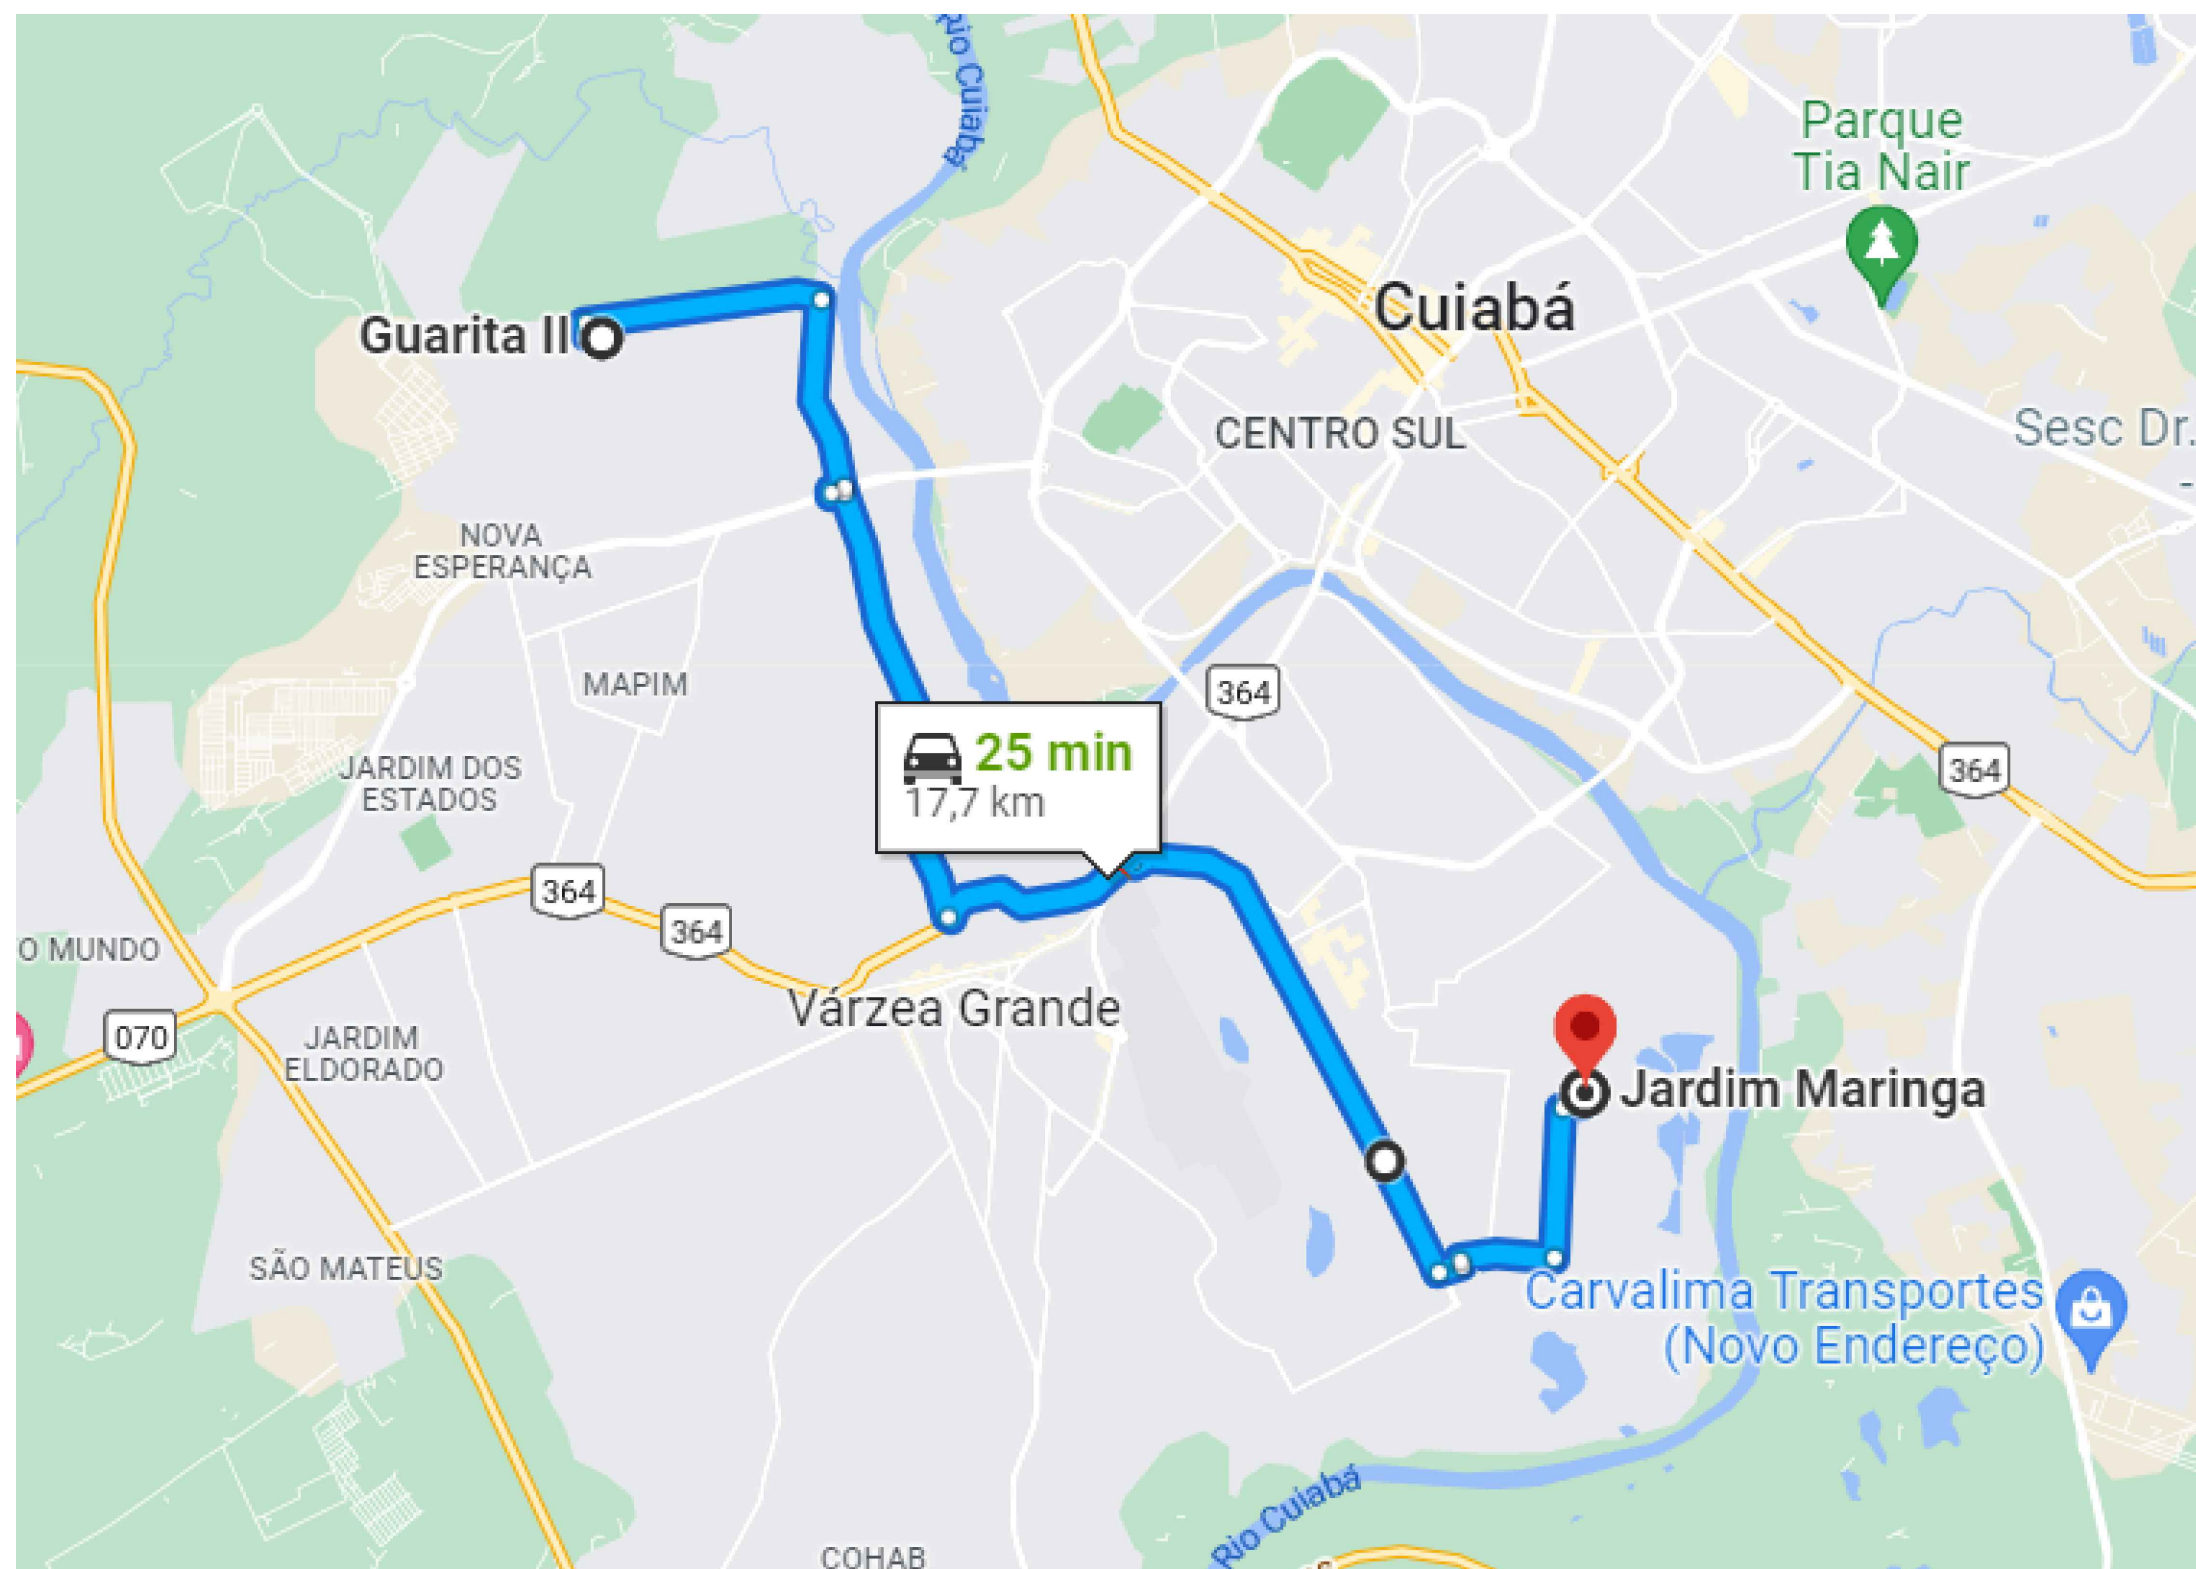 Rio Cuiabá
Parque
Tia Nair
Cuiabá
Guarita II
CENTRO SUL
Sesc Dr.
-
NOVA
ESPERANÇA
MAPIM
364
25 min
17,7 km
JARDIM DOS
ESTADOS
364
364
364
O MUNDO
Várzea Grande
070
JARDIM
ELDORADO
Jardim Maringa
SÃO MATEUS
Carvalima Transportes
(Novo Endereço)
Rio Cuiabá
COHAB